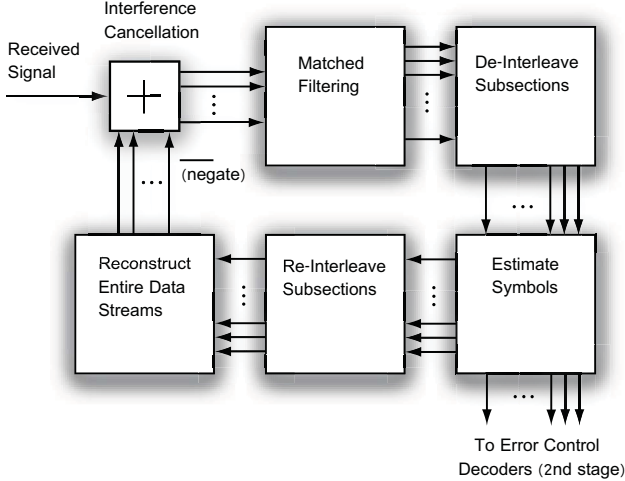 Interference
Cancellation
Received
Signal
+
Matched
Filtering
De-Interleave
Subsections
(negate)
Reconstruct
Entire Data
Streams
Re-Interleave
Subsections
Estimate
Symbols
To Error Control
Decoders (2nd stage)